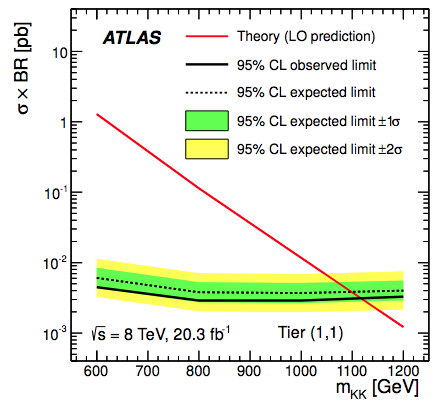 ATLAS
Theory (LO prediction)
95% CL observed limit
95% CL expected limit
95% CL expected limit ±1σ
95% CL expected limit ±2σ
σ × BR [pb]
10
1
10⁻¹
10⁻²
10⁻³
√s = 8 TeV, 20.3 fb⁻¹
Tier (1,1)
600 700 800 900 1000 1100 1200
m_KK [GeV]